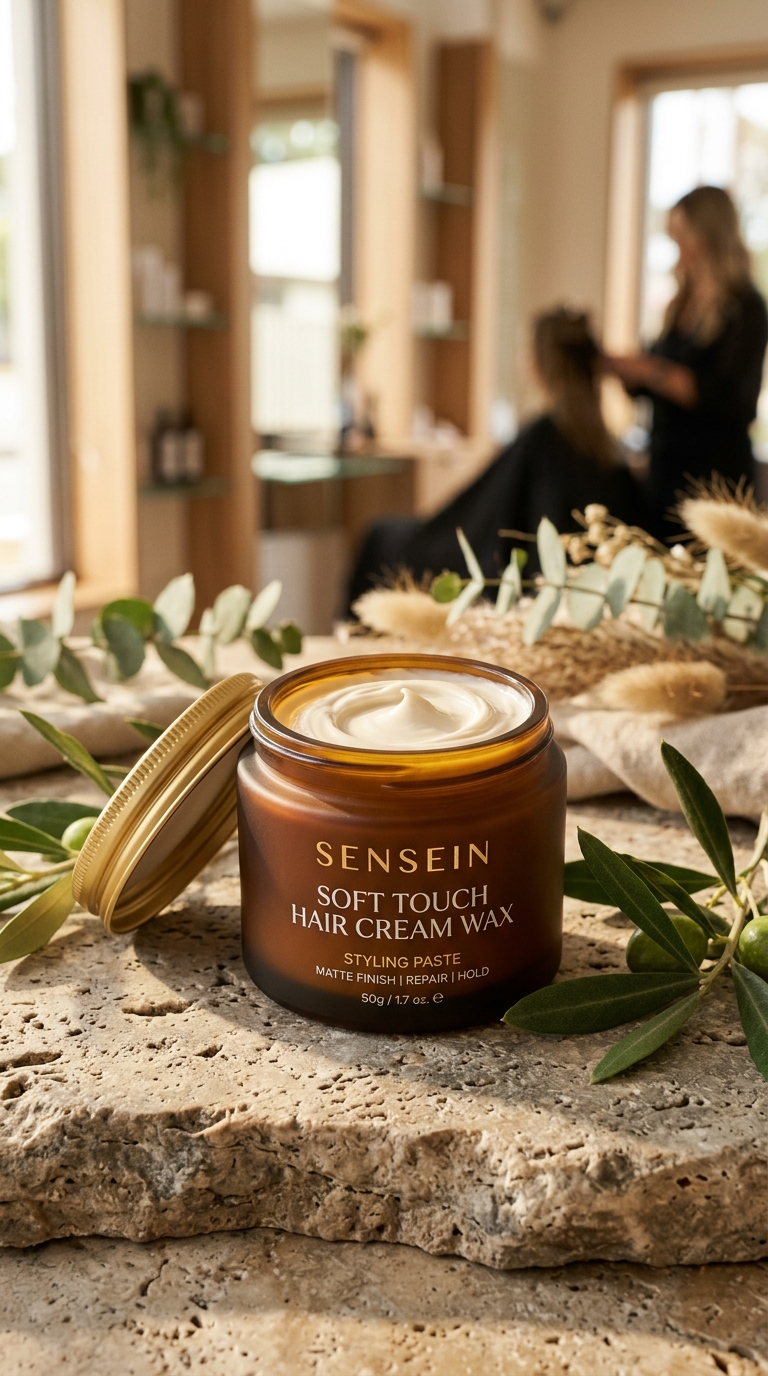 SENSEIN
SOFT TOUCH
HAIR CREAM WAX
STYLING PASTE
MATTE FINISH | REPAIR | HOLD
50g / 1.7 oz. ℮